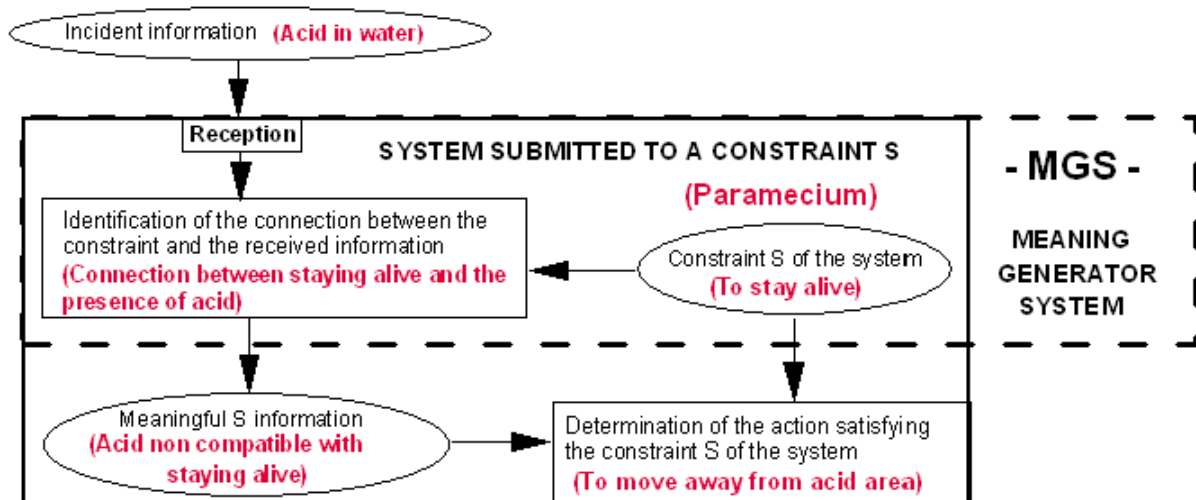 Incident information (Acid in water)
Reception
SYSTEM SUBMITTED TO A CONSTRAINT S
(Paramecium)
- MGS -
MEANING
GENERATOR
SYSTEM
Identification of the connection between the
constraint and the received information
(Connection between staying alive and the
presence of acid)
Constraint S of the system
(To stay alive)
Meaningful S information
(Acid non compatible with
staying alive)
Determination of the action satisfying
the constraint S of the system
(To move away from acid area)